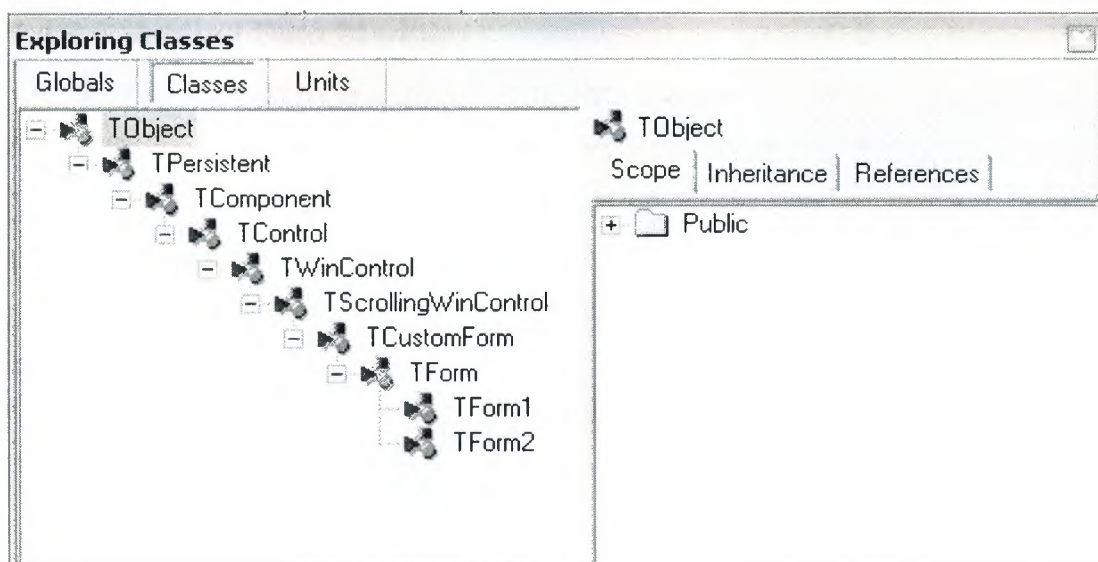 Exploring Classes
Globals Classes Units
TObject
TPersistent
TComponent
TControl
TWinControl
TScrollingWinControl
TCustomForm
TForm
TForm1
TForm2
TObject
Scope Inheritance References
Public